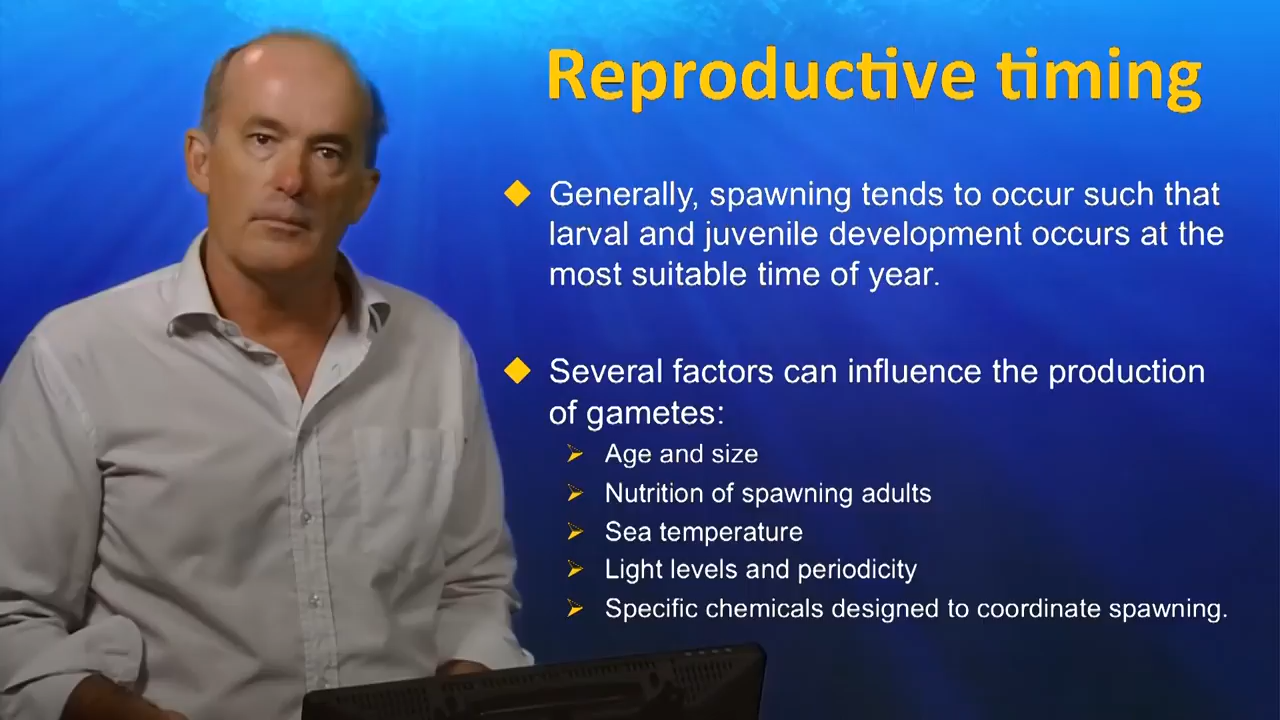 Reproductive timing
Generally, spawning tends to occur such that
larval and juvenile development occurs at the
most suitable time of year.
Several factors can influence the production
of gametes:
Age and size
Nutrition of spawning adults
Sea temperature
Light levels and periodicity
Specific chemicals designed to coordinate spawning.